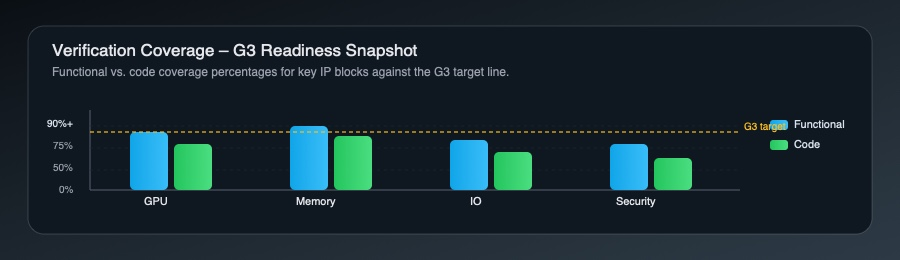 Verification Coverage – G3 Readiness Snapshot
Functional vs. code coverage percentages for key IP blocks against the G3 target line.
90%+
75%
50%
0%
G3 target
Functional
Code
GPU
Memory
IO
Security